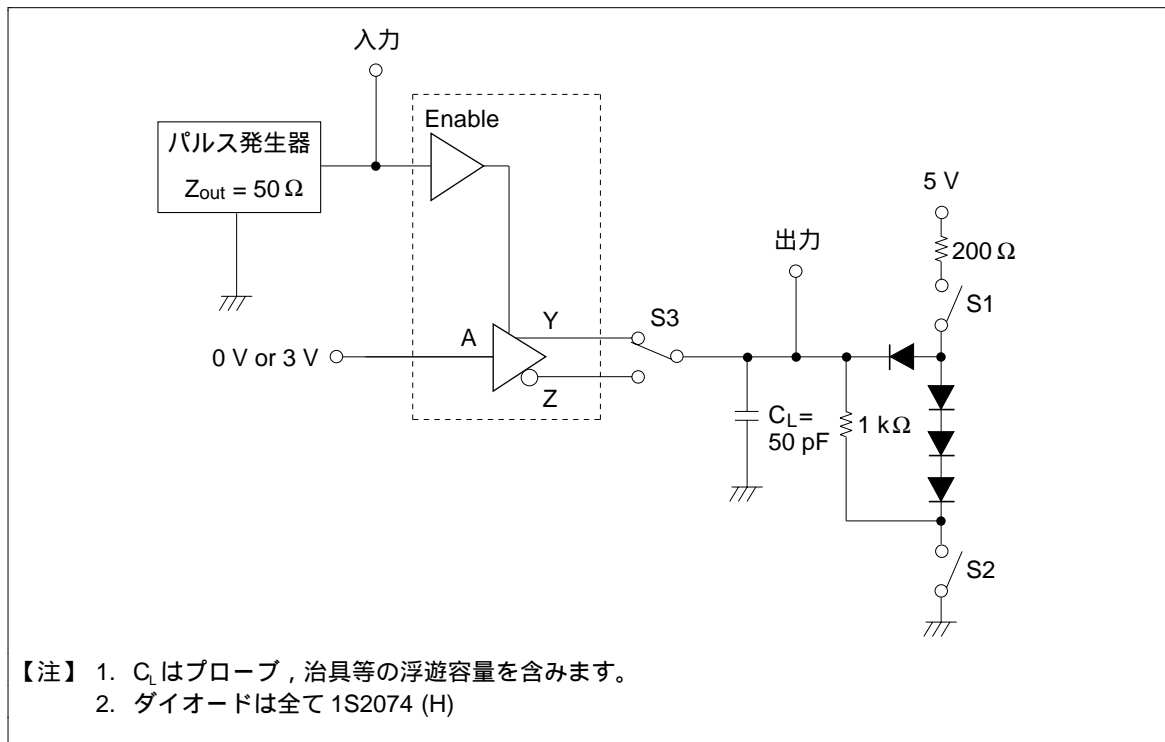 入力
Enable
パルス発生器
Zout = 50 Ω
5 V
出力
200 Ω
S1
A
Y
S3
0 V or 3 V
Z
CL=
50 pF
1 kΩ
S2
【注】 1. CLはプローブ , 治具等の浮遊容量を含みます。
2. ダイオードは全て 1S2074 (H)